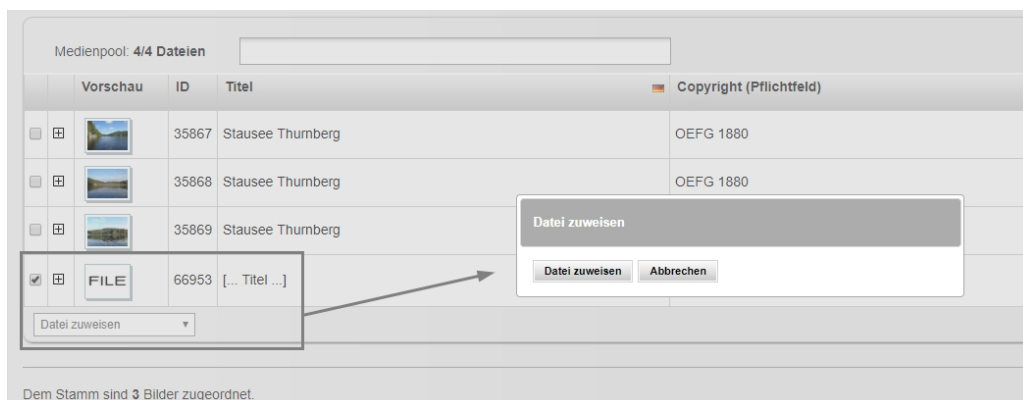 Medienpool: 4/4 Dateien
Vorschau ID Titel Copyright (Pflichtfeld)
35867 Stausee Thurnberg OEFG 1880
35868 Stausee Thurnberg OEFG 1880
35869 Stausee Thurnberg
Datei zuweisen
Datei zuweisen Abbrechen
FILE 66953 [... Titel ...]
Datei zuweisen
Dem Stamm sind 3 Bilder zugeordnet.